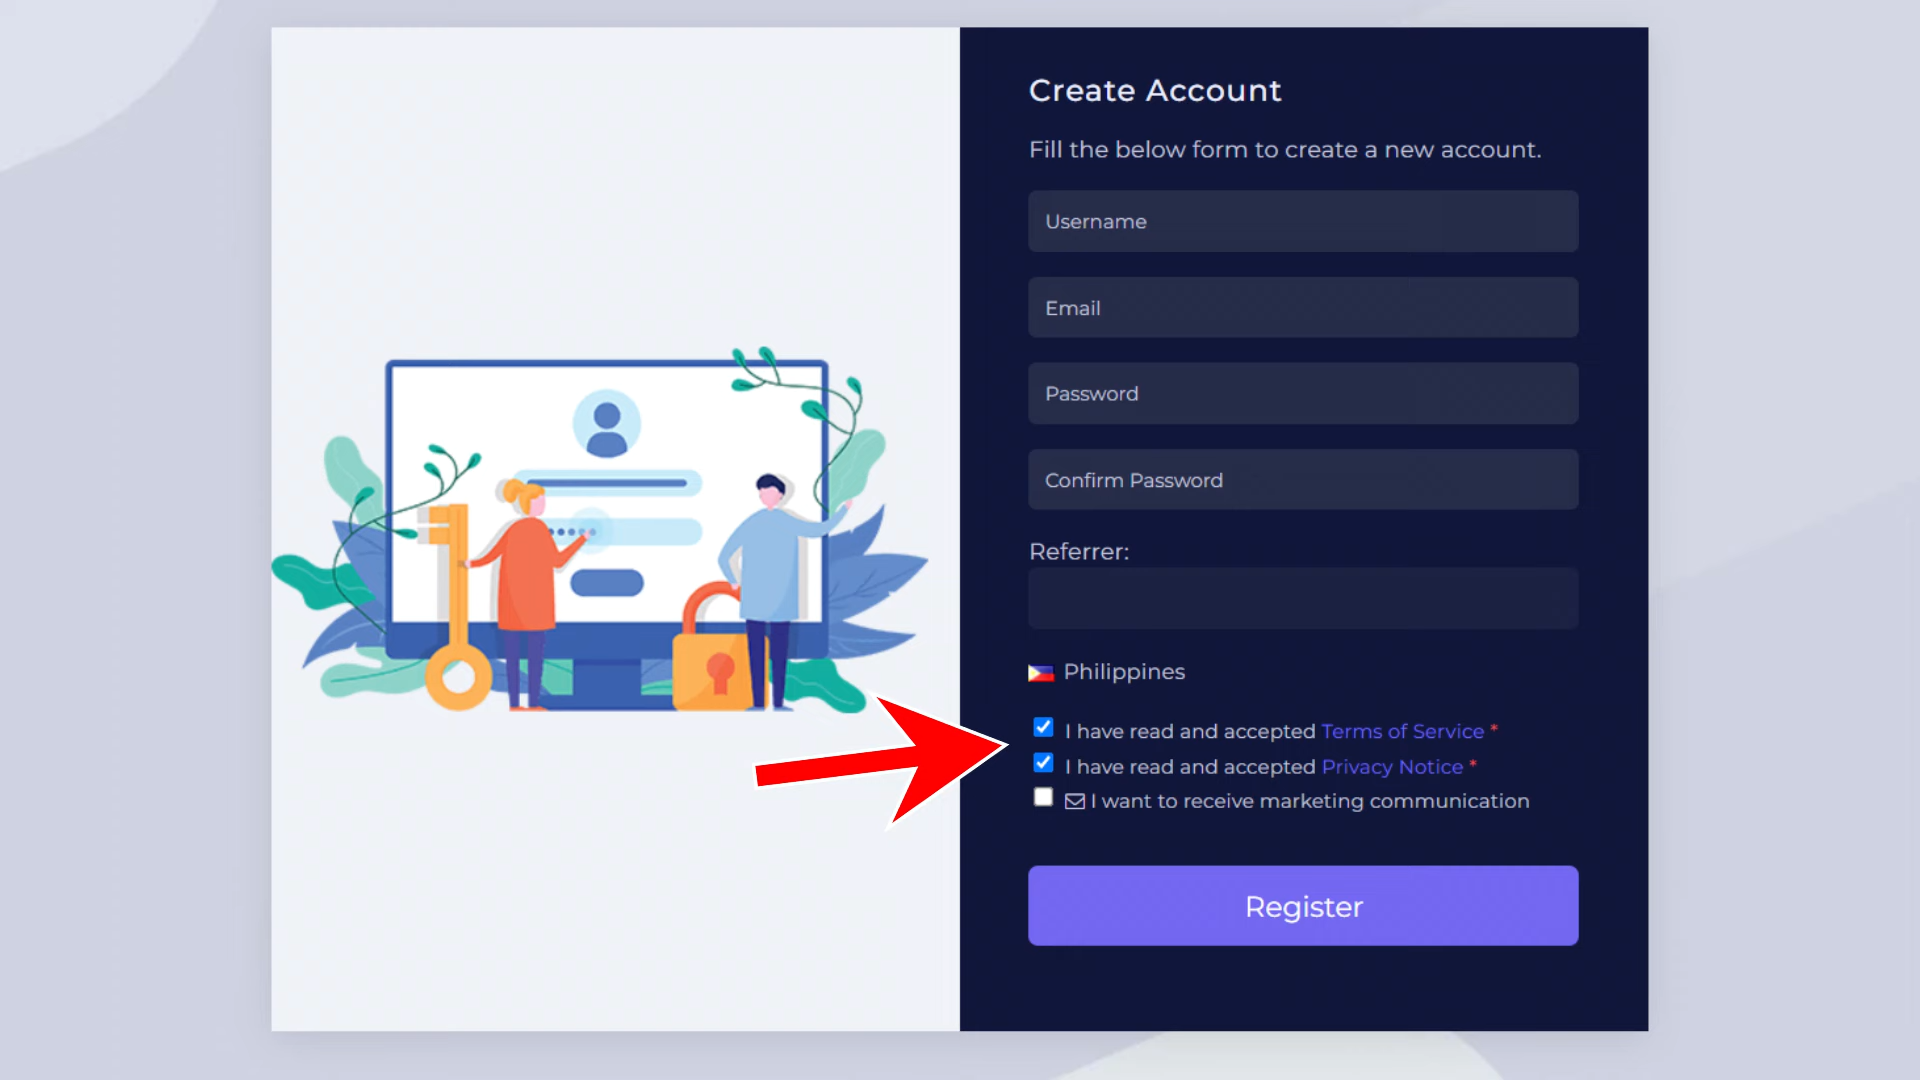 Create Account
Fill the below form to create a new account.
Username
Email
Password
Confirm Password
Referrer:
Philippines
I have read and accepted Terms of Service *
I have read and accepted Privacy Notice *
I want to receive marketing communication
Register